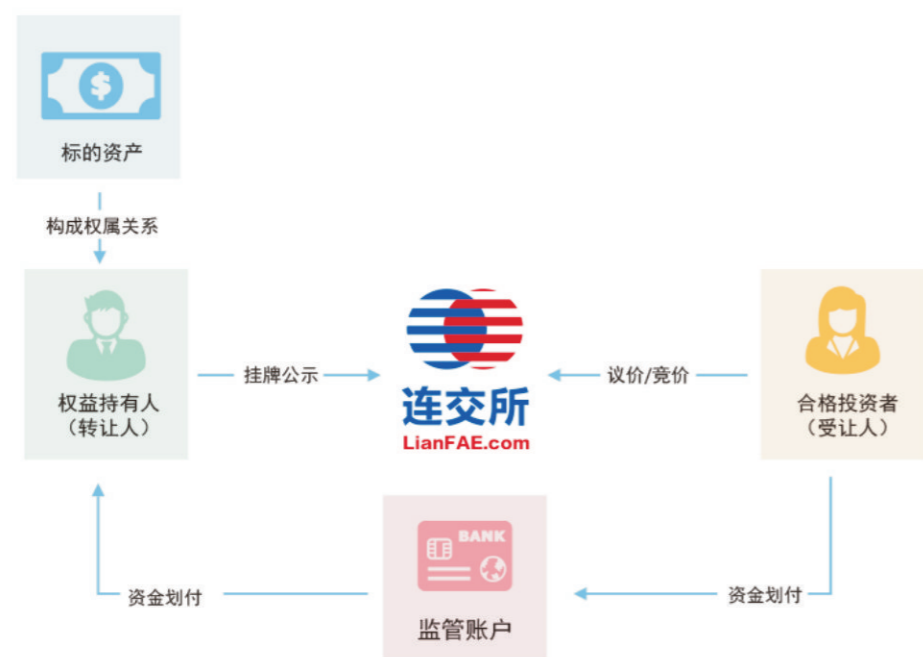 标的资产
构成权属关系
权益持有人
（转让人）
挂牌公示
连交所
LianFAE.com
议价/竞价
合格投资者
（受让人）
BANK
资金划付
资金划付
监管账户